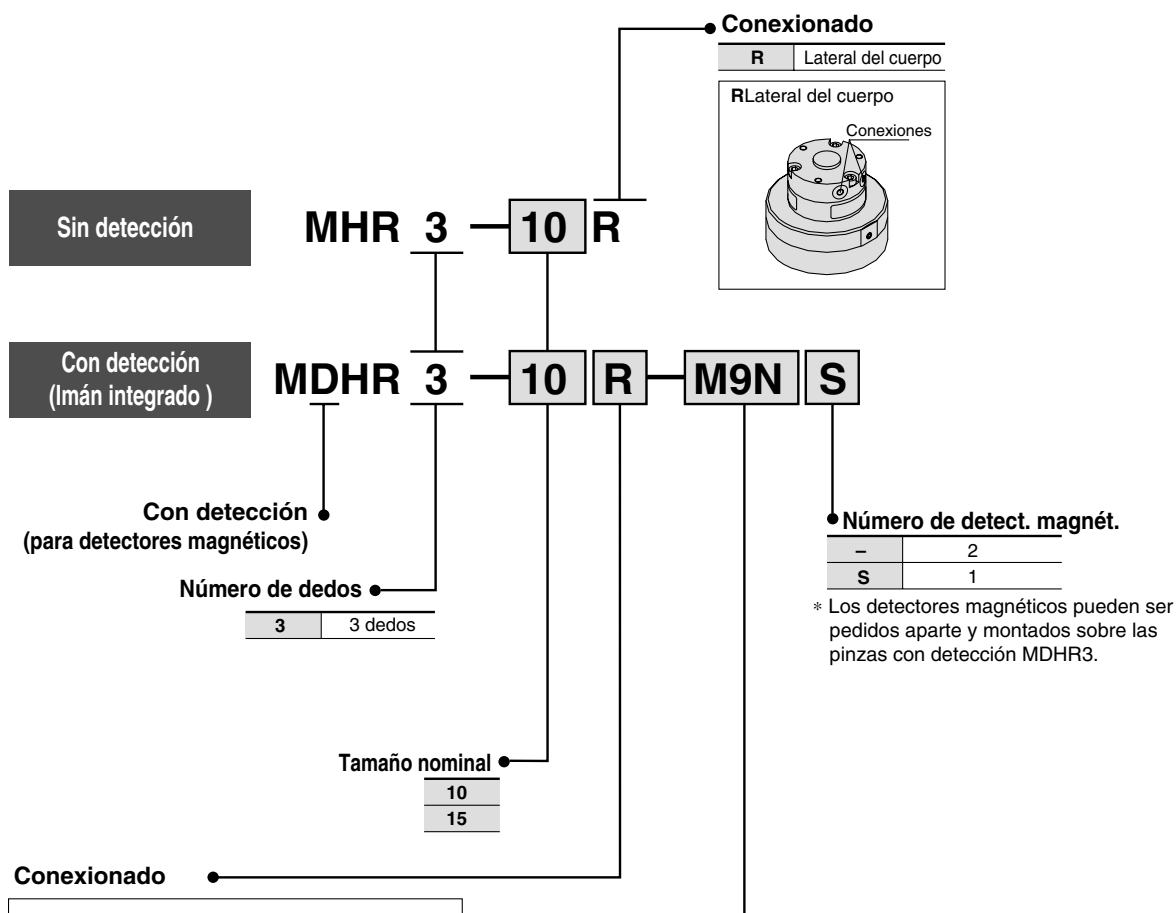 Conexionado
R Lateral del cuerpo
RLateral del cuerpo
Conexiones
Sin detección
MHR 3 — 10 R
Con detección
(Imán integrado )
MDHR 3 — 10 R — M9N S
Con detección
(para detectores magnéticos)
Número de detect. magnét.
– 2
S 1
Número de dedos
3 3 dedos
* Los detectores magnéticos pueden ser
pedidos aparte y montados sobre las
pinzas con detección MDHR3.
Tamaño nominal
10
15
Conexionado